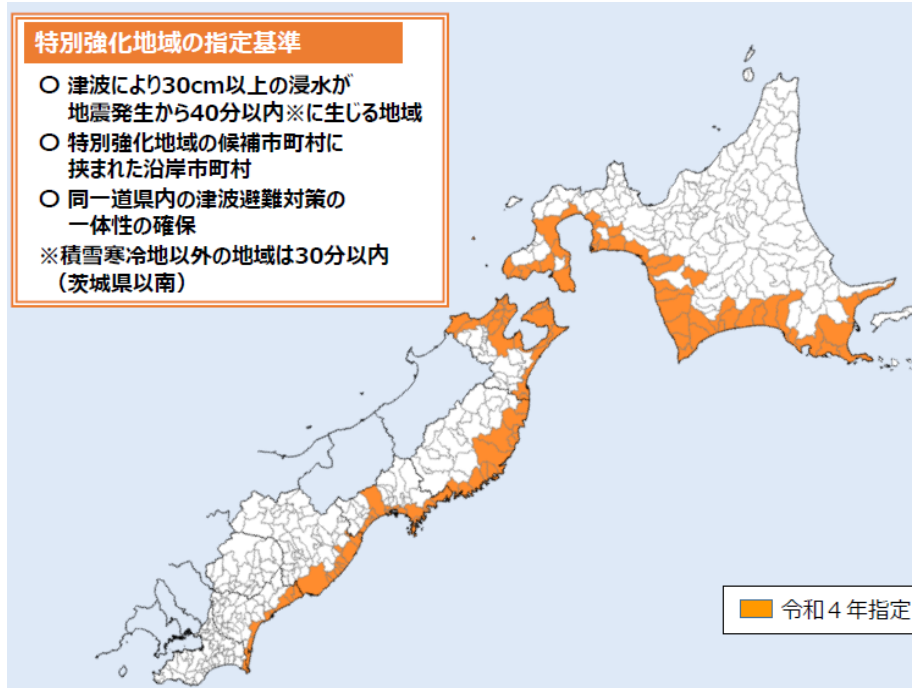 特別強化地域の指定基準
〇 津波により30cm以上の浸水が
地震発生から40分以内※に生じる地域
〇 特別強化地域の候補市町村に
挟まれた沿岸市町村
〇 同一道県内の津波避難対策の
一体性の確保
※積雪寒冷地以外の地域は30分以内
（茨城県以南）
令和４年指定